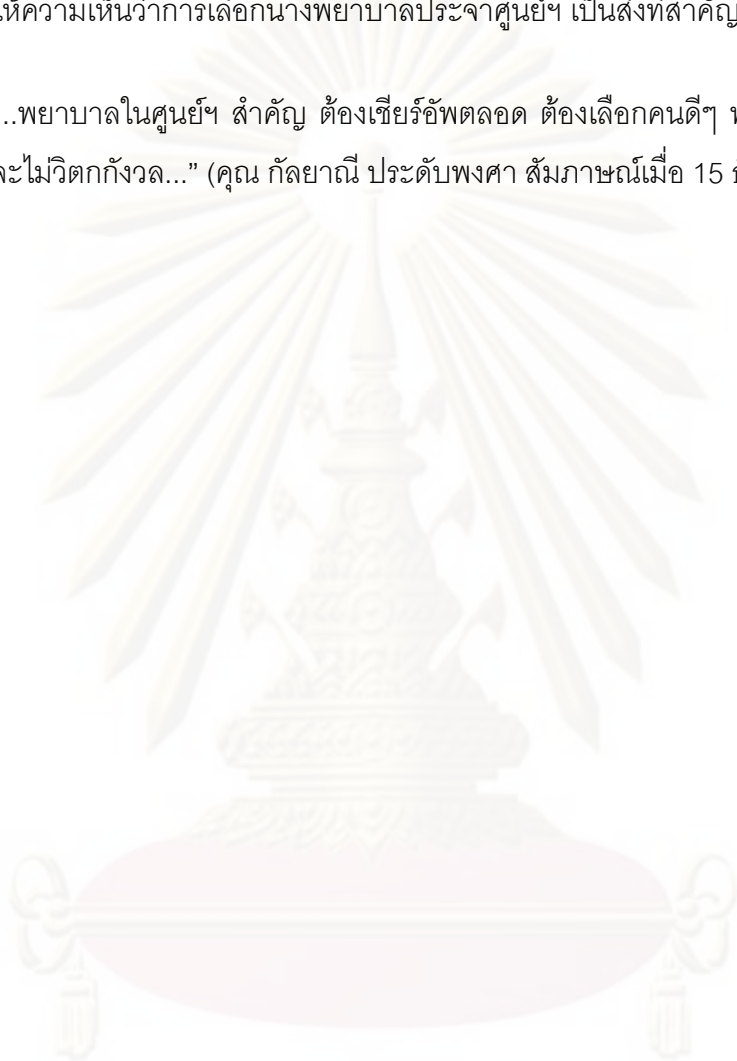 ให้ความเห็นว่าการเลือกนางพยาบาลประจำศูนย์ฯ เป็นสิ่งที่สำคัญ
...พยาบาลในศูนย์ฯ สำคัญ ต้องเชียร์อัพตลอด ต้องเลือกคนดีๆ
ะไม่วิตกกังวล...” (คุณ กัลยาณี ประดับพงศา สัมภาษณ์เมื่อ 15